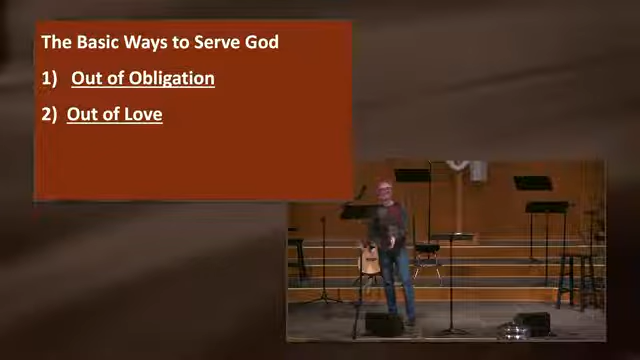 The Basic Ways to Serve God
1) Out of Obligation
2) Out of Love